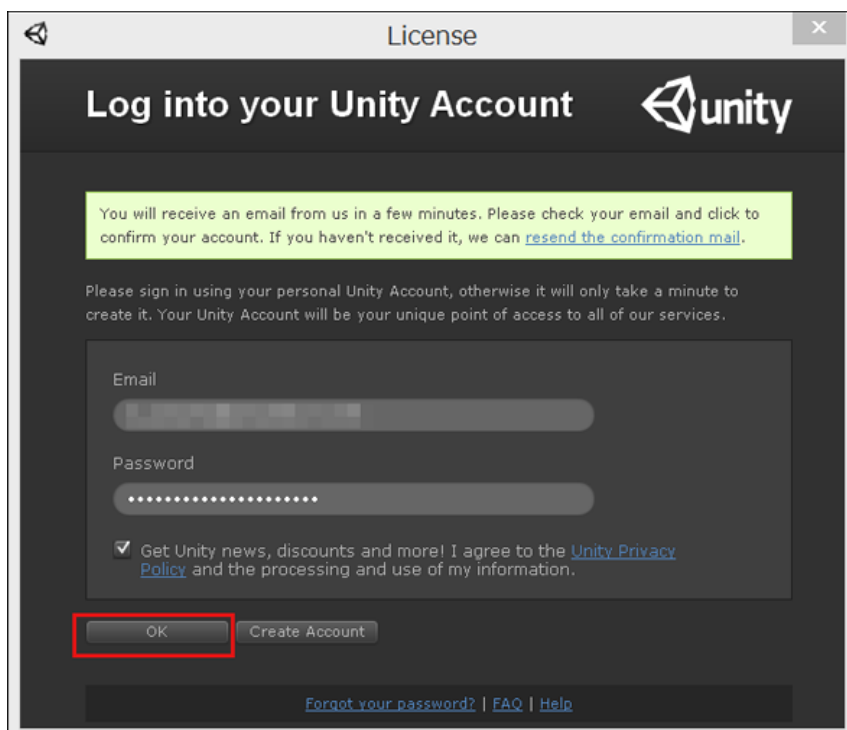 License
Log into your Unity Account
unity
You will receive an email from us in a few minutes. Please check your email and click to
confirm your account. If you haven't received it, we can resend the confirmation mail.
Please sign in using your personal Unity Account, otherwise it will only take a minute to
create it. Your Unity Account will be your unique point of access to all of our services.
Email
Password
Get Unity news, discounts and more! I agree to the Unity Privacy
Policy and the processing and use of my information.
OK Create Account
Forgot your password? | FAQ | Help